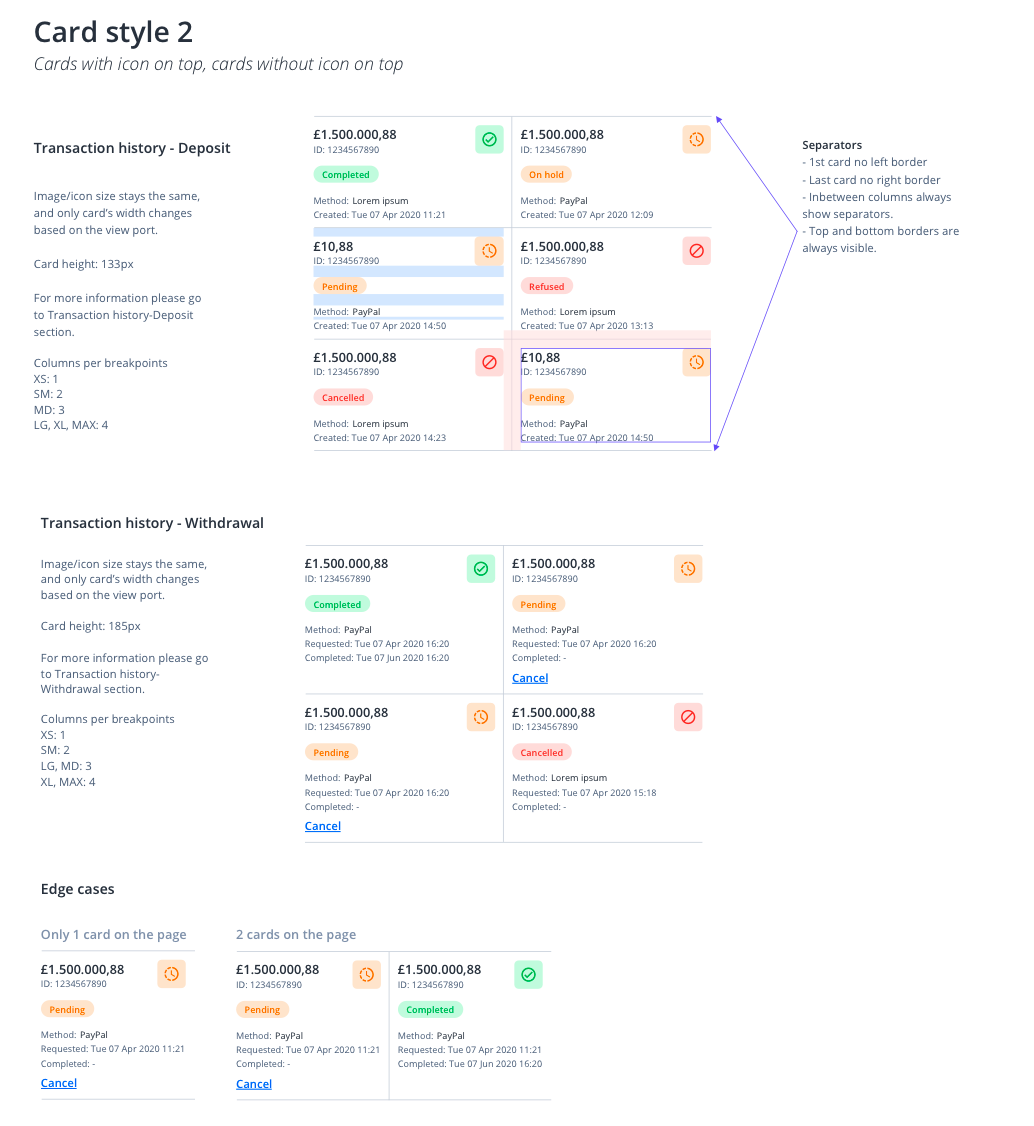 Card style 2
Cards with icon on top, cards without icon on top
Transaction history - Deposit
Image/icon size stays the same,
and only card's width changes
based on the view port.
Card height: 133px
For more information please go
to Transaction history-Deposit
section.
Columns per breakpoints
XS: 1
SM: 2
MD: 3
LG, XL, MAX: 4
£1.500.000,88
ID: 1234567890
Completed
Method: Lorem ipsum
Created: Tue 07 Apr 2020 11:21
£1.500.000,88
ID: 1234567890
On hold
Method: PayPal
Created: Tue 07 Apr 2020 12:09
£10,88
ID: 1234567890
Pending
Method: PayPal
Created: Tue 07 Apr 2020 14:50
£1.500.000,88
ID: 1234567890
Refused
Method: Lorem ipsum
Created: Tue 07 Apr 2020 13:13
£1.500.000,88
ID: 1234567890
Cancelled
Method: Lorem ipsum
Created: Tue 07 Apr 2020 14:23
£10,88
ID: 1234567890
Pending
Method: PayPal
Created: Tue 07 Apr 2020 14:50
Separators
- 1st card no left border
- Last card no right border
- Inbetween columns always
show separators.
- Top and bottom borders are
always visible.
Transaction history - Withdrawal
Image/icon size stays the same,
and only card's width changes
based on the view port.
Card height: 185px
For more information please go
to Transaction history-
Withdrawal section.
Columns per breakpoints
XS: 1
SM: 2
LG, MD: 3
XL, MAX: 4
£1.500.000,88
ID: 1234567890
Completed
Method: PayPal
Requested: Tue 07 Apr 2020 16:20
Completed: Tue 07 Jun 2020 16:20
£1.500.000,88
ID: 1234567890
Pending
Method: PayPal
Requested: Tue 07 Apr 2020 16:20
Completed: -
Cancel
£1.500.000,88
ID: 1234567890
Pending
Method: PayPal
Requested: Tue 07 Apr 2020 16:20
Completed: -
Cancel
£1.500.000,88
ID: 1234567890
Cancelled
Method: Lorem ipsum
Requested: Tue 07 Apr 2020 15:18
Completed: -
Edge cases
Only 1 card on the page
£1.500.000,88
ID: 1234567890
Pending
Method: PayPal
Requested: Tue 07 Apr 2020 11:21
Completed: -
Cancel
2 cards on the page
£1.500.000,88
ID: 1234567890
Pending
Method: PayPal
Requested: Tue 07 Apr 2020 11:21
Completed: -
Cancel
£1.500.000,88
ID: 1234567890
Completed
Method: PayPal
Requested: Tue 07 Apr 2020 11:21
Completed: Tue 07 Jun 2020 16:20